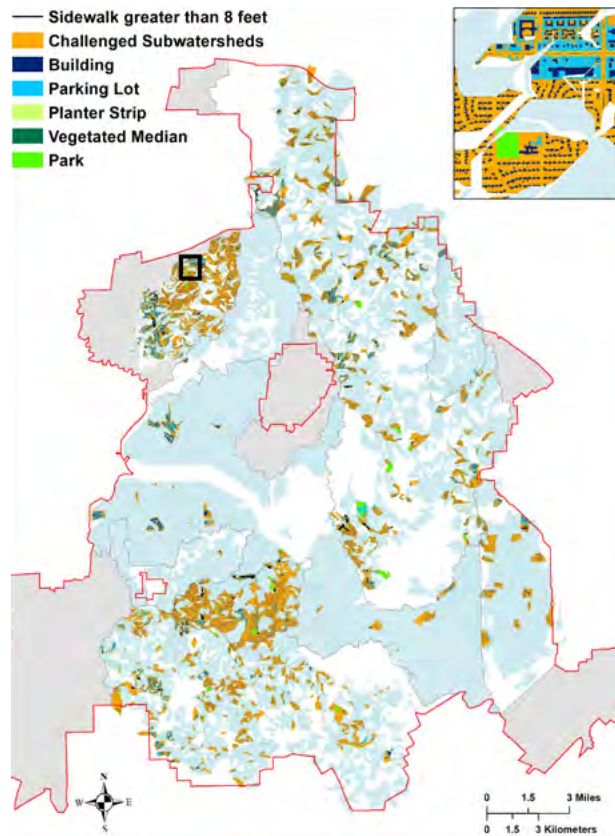 Sidewalk greater than 8 feet
Challenged Subwatersheds
Building
Parking Lot
Planter Strip
Vegetated Median
Park
N
W E
S
0 1.5 3 Miles
0 1.5 3 Kilometers